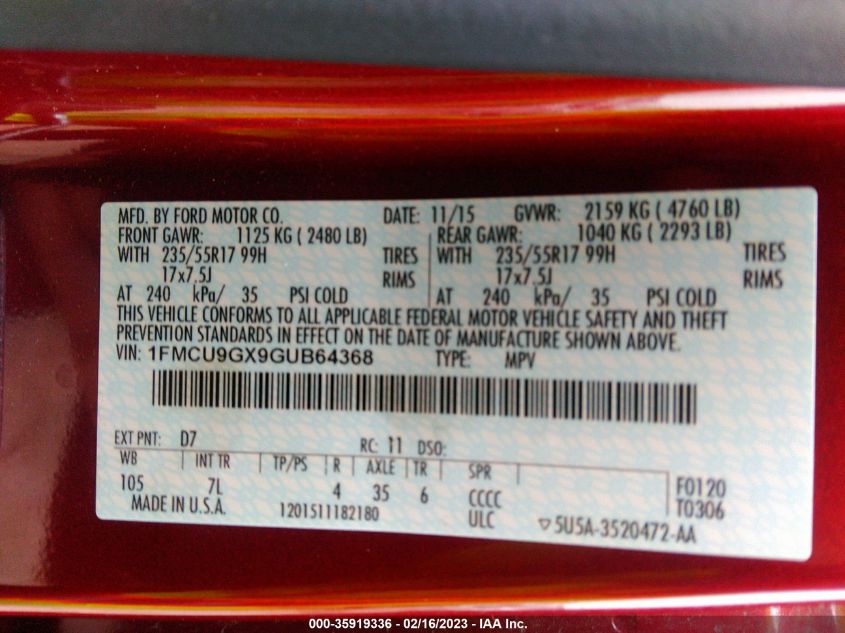 MFD. BY FORD MOTOR CO. DATE: 11/15 GVWR: 2159 KG ( 4760 LB)
FRONT GAWR: 1125 KG ( 2480 LB) REAR GAWR: 1040 KG ( 2293 LB)
WITH 235/55R17 99H TIRES WITH 235/55R17 99H TIRES
17x7.5J RIMS 17x7.5J RIMS
AT 240 kPa/ 35 PSI COLD AT 240 kPa/ 35 PSI COLD
THIS VEHICLE CONFORMS TO ALL APPLICABLE FEDERAL MOTOR VEHICLE SAFETY AND THEFT
PREVENTION STANDARDS IN EFFECT ON THE DATE OF MANUFACTURE SHOWN ABOVE.
VIN: 1FMCU9GX9GUB64368 TYPE: MPV
EXT PNT: D7 RC: 11 DSO:
WB INT TR TP/PS R AXLE TR SPR
105 7L 4 35 6 CCCC F0120
MADE IN U.S.A. 1201511182180 ULC T0306
5U5A-3520472-AA
000-35919336 - 02/16/2023 - IAA Inc.